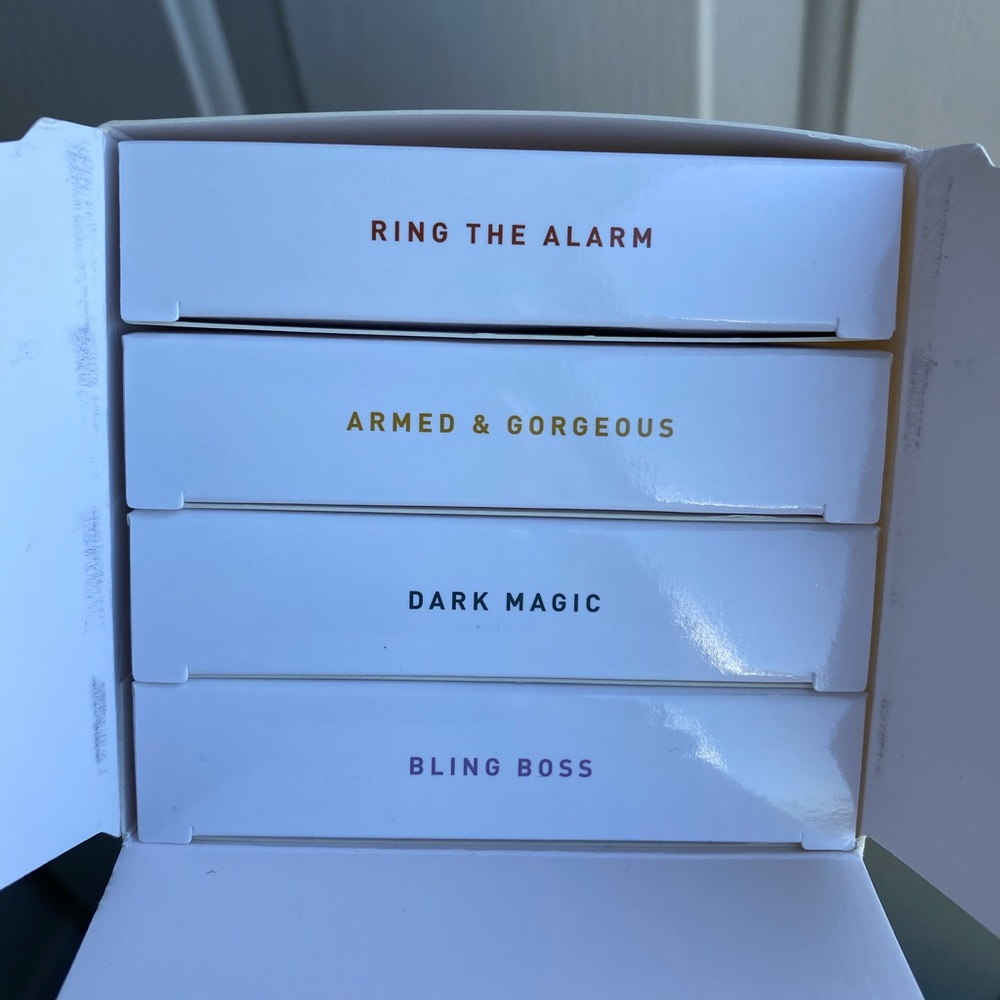 RING THE ALARM
ARMED & GORGEOUS
DARK MAGIC
BLING BOSS